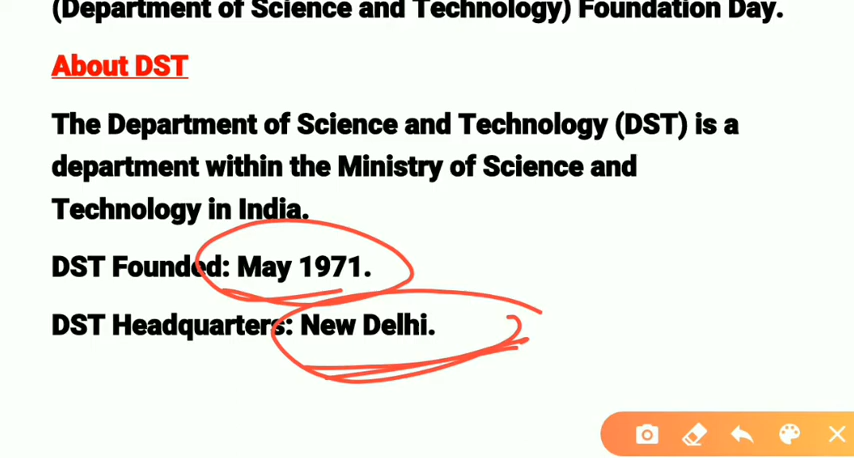 (Department of Science and Technology) Foundation Day.
About DST
The Department of Science and Technology (DST) is a
department within the Ministry of Science and
Technology in India.
DST Founded: May 1971.
DST Headquarters: New Delhi.